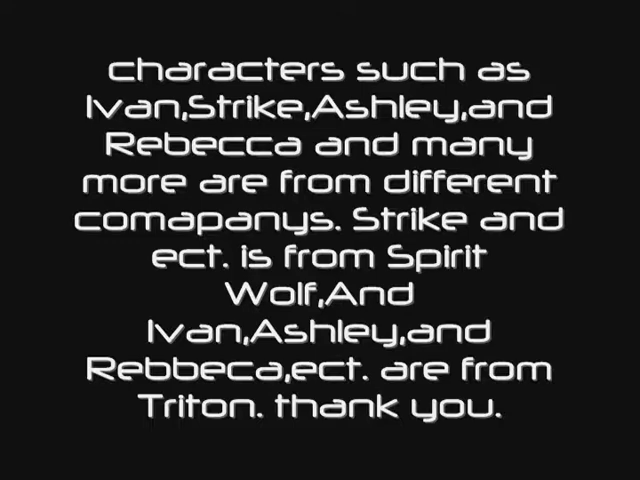 characters such as
Ivan,Strike,Ashley,and
Rebecca and many
more are from different
comapanys. Strike and
ect. is from Spirit
Wolf,And
Ivan,Ashley,and
Rebbeca,ect. are from
Triton. thank you.